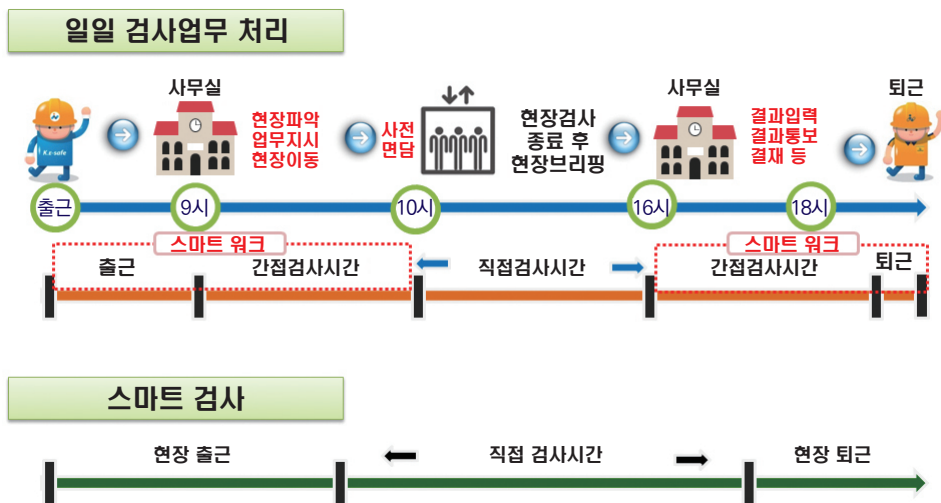 일일 검사업무 처리
사무실
현장파악
업무지시
현장이동
사전
면담
현장검사
종료 후
현장브리핑
사무실
결과입력
결과통보
결재 등
퇴근
K.e-safe
출근
9시
10시
16시
18시
스마트 워크
스마트 워크
출근
간접검사시간
직접검사시간
간접검사시간
퇴근
스마트 검사
현장 출근
직접 검사시간
현장 퇴근